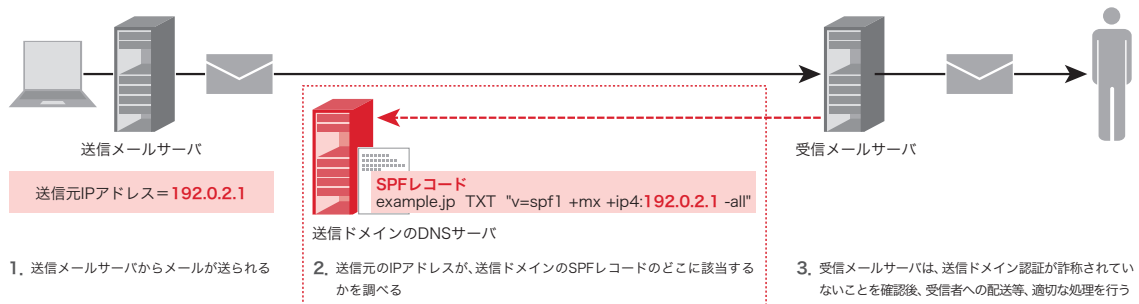 送信メールサーバ
受信メールサーバ
送信元IPアドレス＝192.0.2.1
SPFレコード
example.jp TXT "v=spf1 +mx +ip4:192.0.2.1 -all"
送信ドメインのDNSサーバ
1. 送信メールサーバからメールが送られる
2. 送信元のIPアドレスが、送信ドメインのSPFレコードのどこに該当する
かを調べる
3. 受信メールサーバは、送信ドメイン認証が詐称されてい
ないことを確認後、受信者への配送等、適切な処理を行う